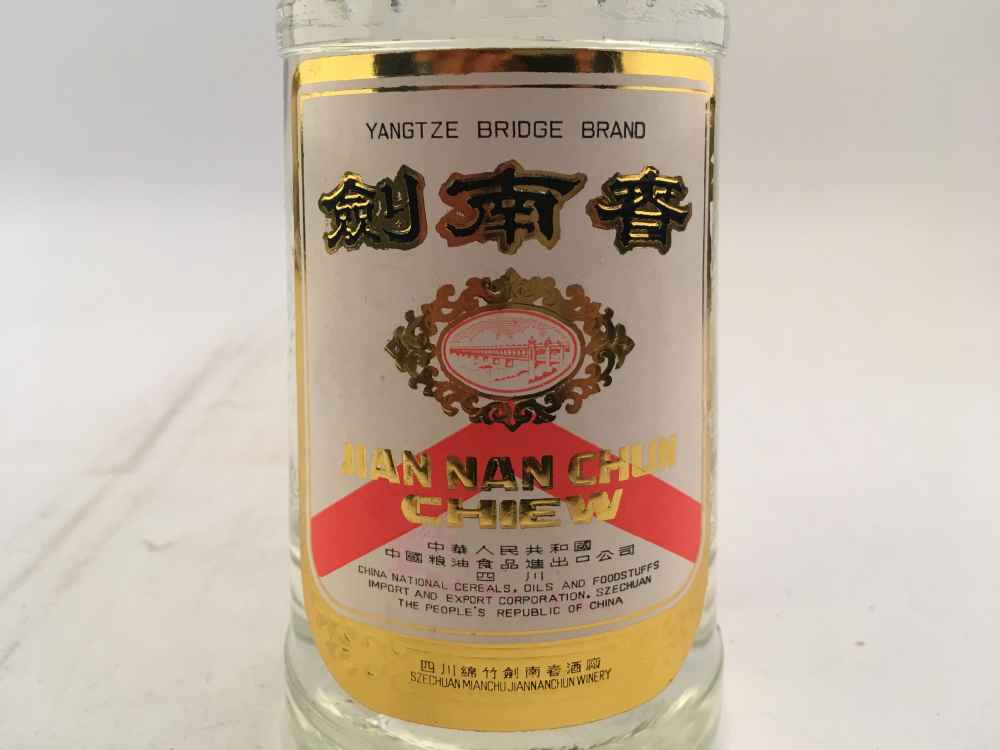 YANGTZE BRIDGE BRAND
劍南春
JIAN NAN CHUN
CHIEW
中華人民共和國
中國粮油食品進出口公司
四川
CHINA NATIONAL CEREALS, OILS AND FOODSTUFFS
IMPORT AND EXPORT CORPORATION, SZECHUAN
THE PEOPLE'S REPUBLIC OF CHINA
四川綿竹劍南春酒廠
SZECHUAN MIANCHU JIANNANCHUN WINERY